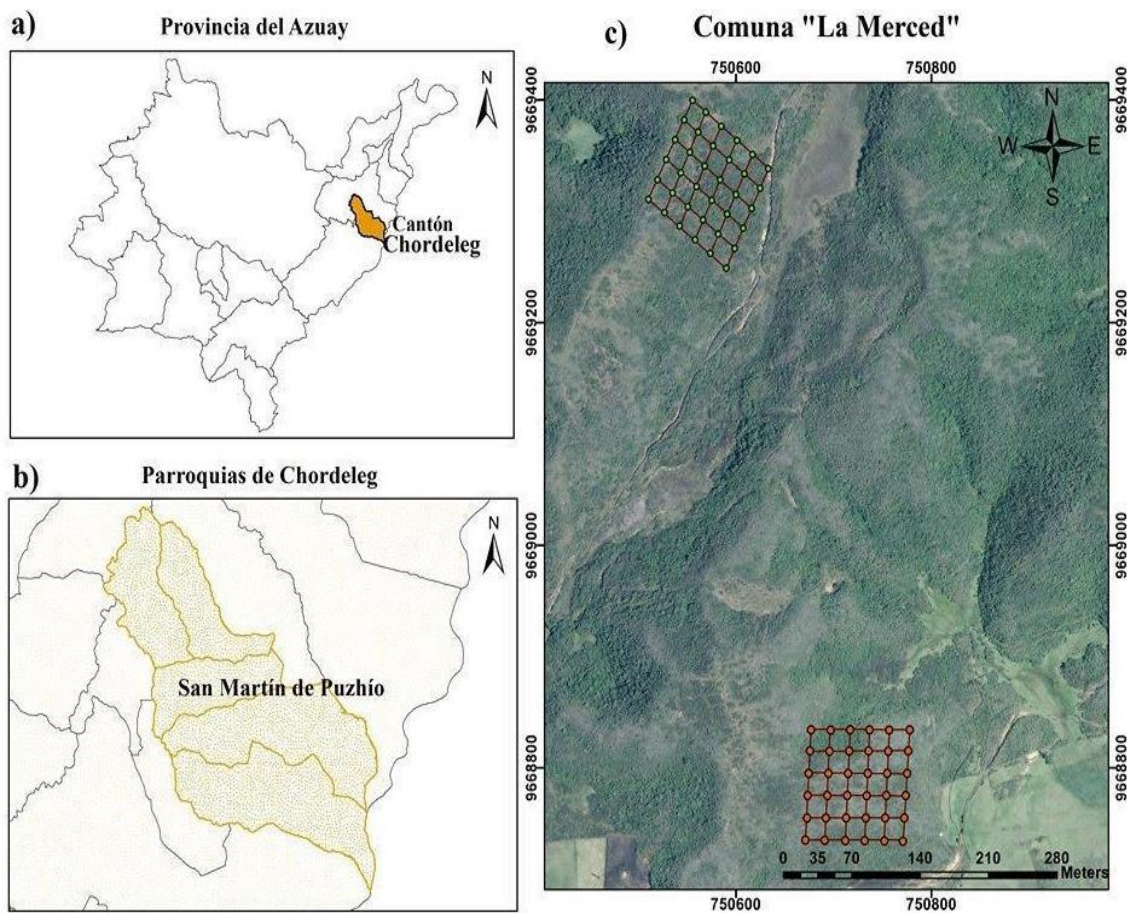 a)
Provincia del Azuay
N
Cantón
Chordeleg
b)
Parroquias de Chordeleg
N
San Martín de Puzhío
c)
Comuna "La Merced"
750600 750800
9669400 9669400
N
W E
S
9669200 9669200
9669000 9669000
9668800 9668800
0 35 70 140 210 280
Meters
750600 750800